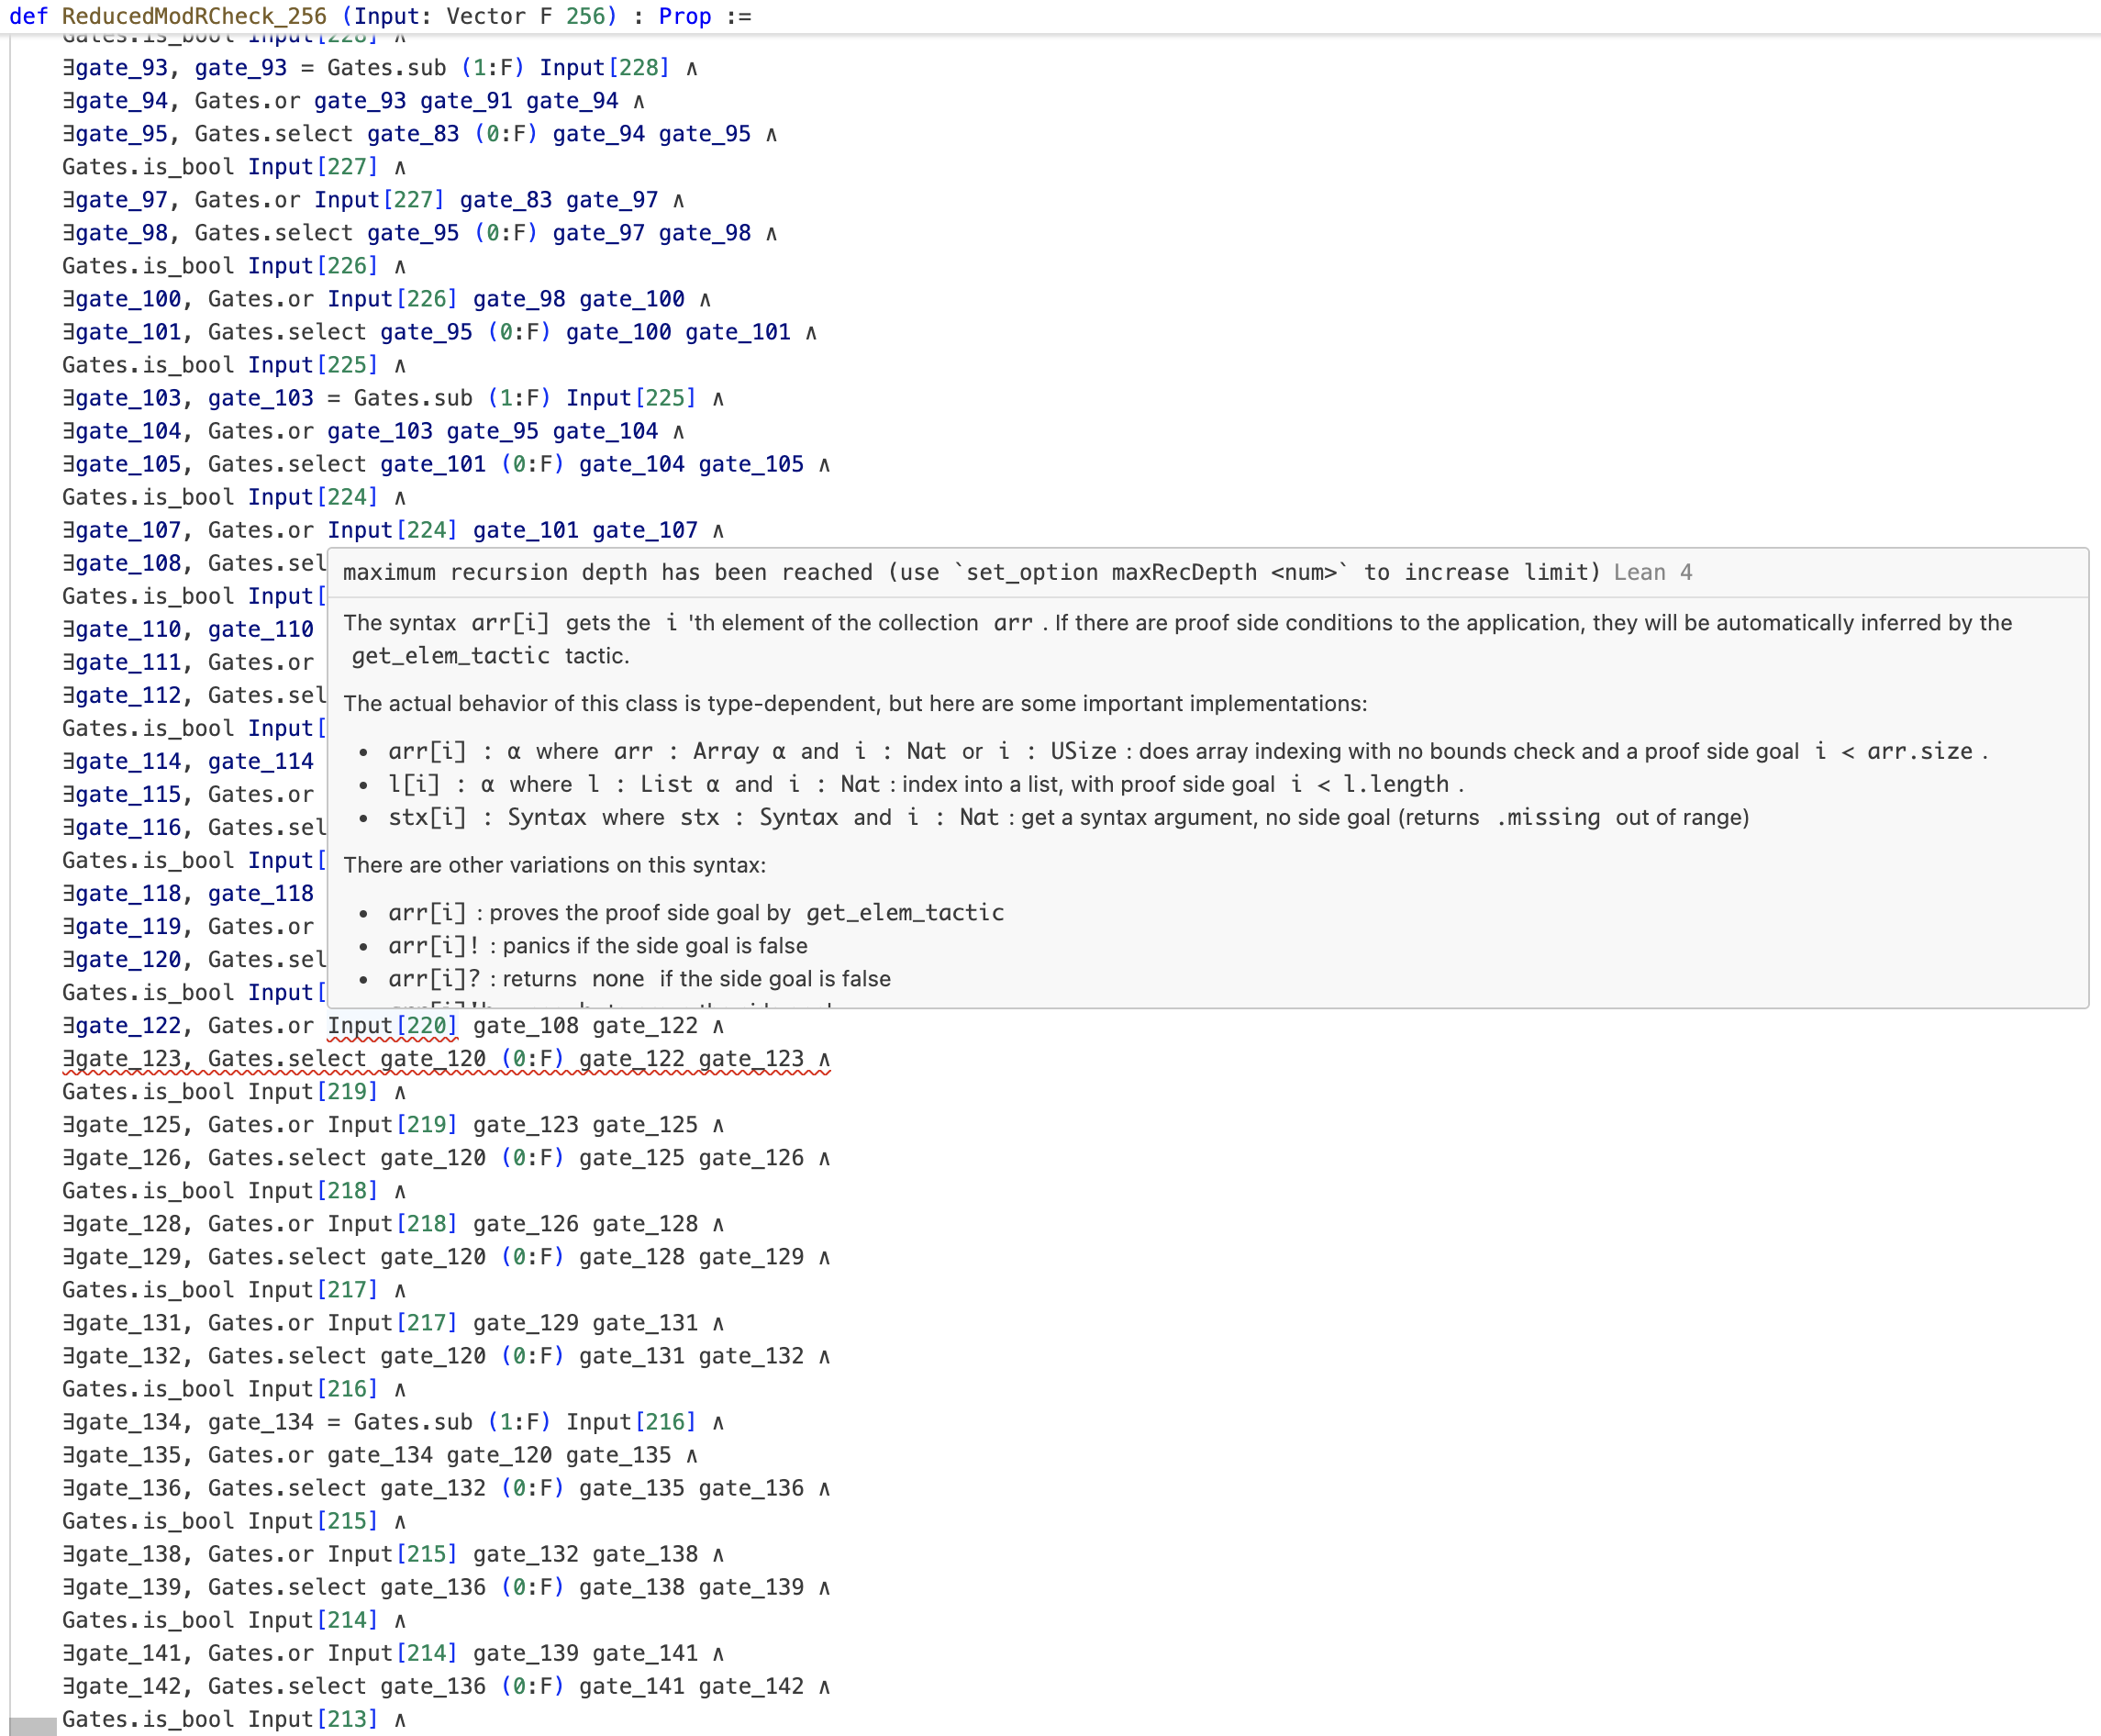 def ReducedModRCheck_256 (Input: Vector F 256) : Prop :=
Gates.is_bool Input[228] ∧
∃gate_93, gate_93 = Gates.sub (1:F) Input[228] ∧
∃gate_94, Gates.or gate_93 gate_91 gate_94 ∧
∃gate_95, Gates.select gate_83 (0:F) gate_94 gate_95 ∧
Gates.is_bool Input[227] ∧
∃gate_97, Gates.or Input[227] gate_83 gate_97 ∧
∃gate_98, Gates.select gate_95 (0:F) gate_97 gate_98 ∧
Gates.is_bool Input[226] ∧
∃gate_100, Gates.or Input[226] gate_98 gate_100 ∧
∃gate_101, Gates.select gate_95 (0:F) gate_100 gate_101 ∧
Gates.is_bool Input[225] ∧
∃gate_103, gate_103 = Gates.sub (1:F) Input[225] ∧
∃gate_104, Gates.or gate_103 gate_95 gate_104 ∧
∃gate_105, Gates.select gate_101 (0:F) gate_104 gate_105 ∧
Gates.is_bool Input[224] ∧
∃gate_107, Gates.or Input[224] gate_101 gate_107 ∧
∃gate_108, Gates.sel
Gates.is_bool Input[
∃gate_110, gate_110
∃gate_111, Gates.or
∃gate_112, Gates.sel
Gates.is_bool Input[
∃gate_114, gate_114
∃gate_115, Gates.or
∃gate_116, Gates.sel
Gates.is_bool Input[
∃gate_118, gate_118
∃gate_119, Gates.or
∃gate_120, Gates.sel
Gates.is_bool Input[
maximum recursion depth has been reached (use `set_option maxRecDepth <num>` to increase limit) Lean 4
The syntax arr[i] gets the i 'th element of the collection arr . If there are proof side conditions to the application, they will be automatically inferred by the
get_elem_tactic tactic.
The actual behavior of this class is type-dependent, but here are some important implementations:
• arr[i] : α where arr : Array α and i : Nat or i : USize : does array indexing with no bounds check and a proof side goal i < arr.size .
• l[i] : α where l : List α and i : Nat : index into a list, with proof side goal i < l.length .
• stx[i] : Syntax where stx : Syntax and i : Nat : get a syntax argument, no side goal (returns .missing out of range)
There are other variations on this syntax:
• arr[i] : proves the proof side goal by get_elem_tactic
• arr[i]! : panics if the side goal is false
• arr[i]? : returns none if the side goal is false
∃gate_122, Gates.or Input[220] gate_108 gate_122 ∧
∃gate_123, Gates.select gate_120 (0:F) gate_122 gate_123 ∧
Gates.is_bool Input[219] ∧
∃gate_125, Gates.or Input[219] gate_123 gate_125 ∧
∃gate_126, Gates.select gate_120 (0:F) gate_125 gate_126 ∧
Gates.is_bool Input[218] ∧
∃gate_128, Gates.or Input[218] gate_126 gate_128 ∧
∃gate_129, Gates.select gate_120 (0:F) gate_128 gate_129 ∧
Gates.is_bool Input[217] ∧
∃gate_131, Gates.or Input[217] gate_129 gate_131 ∧
∃gate_132, Gates.select gate_120 (0:F) gate_131 gate_132 ∧
Gates.is_bool Input[216] ∧
∃gate_134, gate_134 = Gates.sub (1:F) Input[216] ∧
∃gate_135, Gates.or gate_134 gate_120 gate_135 ∧
∃gate_136, Gates.select gate_132 (0:F) gate_135 gate_136 ∧
Gates.is_bool Input[215] ∧
∃gate_138, Gates.or Input[215] gate_132 gate_138 ∧
∃gate_139, Gates.select gate_136 (0:F) gate_138 gate_139 ∧
Gates.is_bool Input[214] ∧
∃gate_141, Gates.or Input[214] gate_139 gate_141 ∧
∃gate_142, Gates.select gate_136 (0:F) gate_141 gate_142 ∧
Gates.is_bool Input[213] ∧